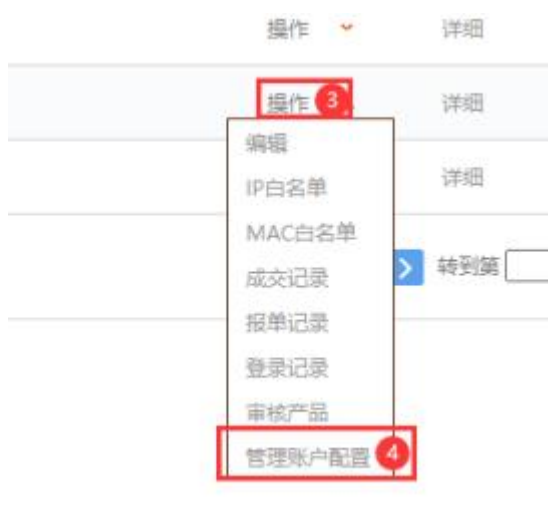 操作 详细
操作 3 详细
编辑
IP白名单 详细
MAC白名单
成交记录 > 转到第
报单记录
登录记录
审核产品
管理账户配置 4